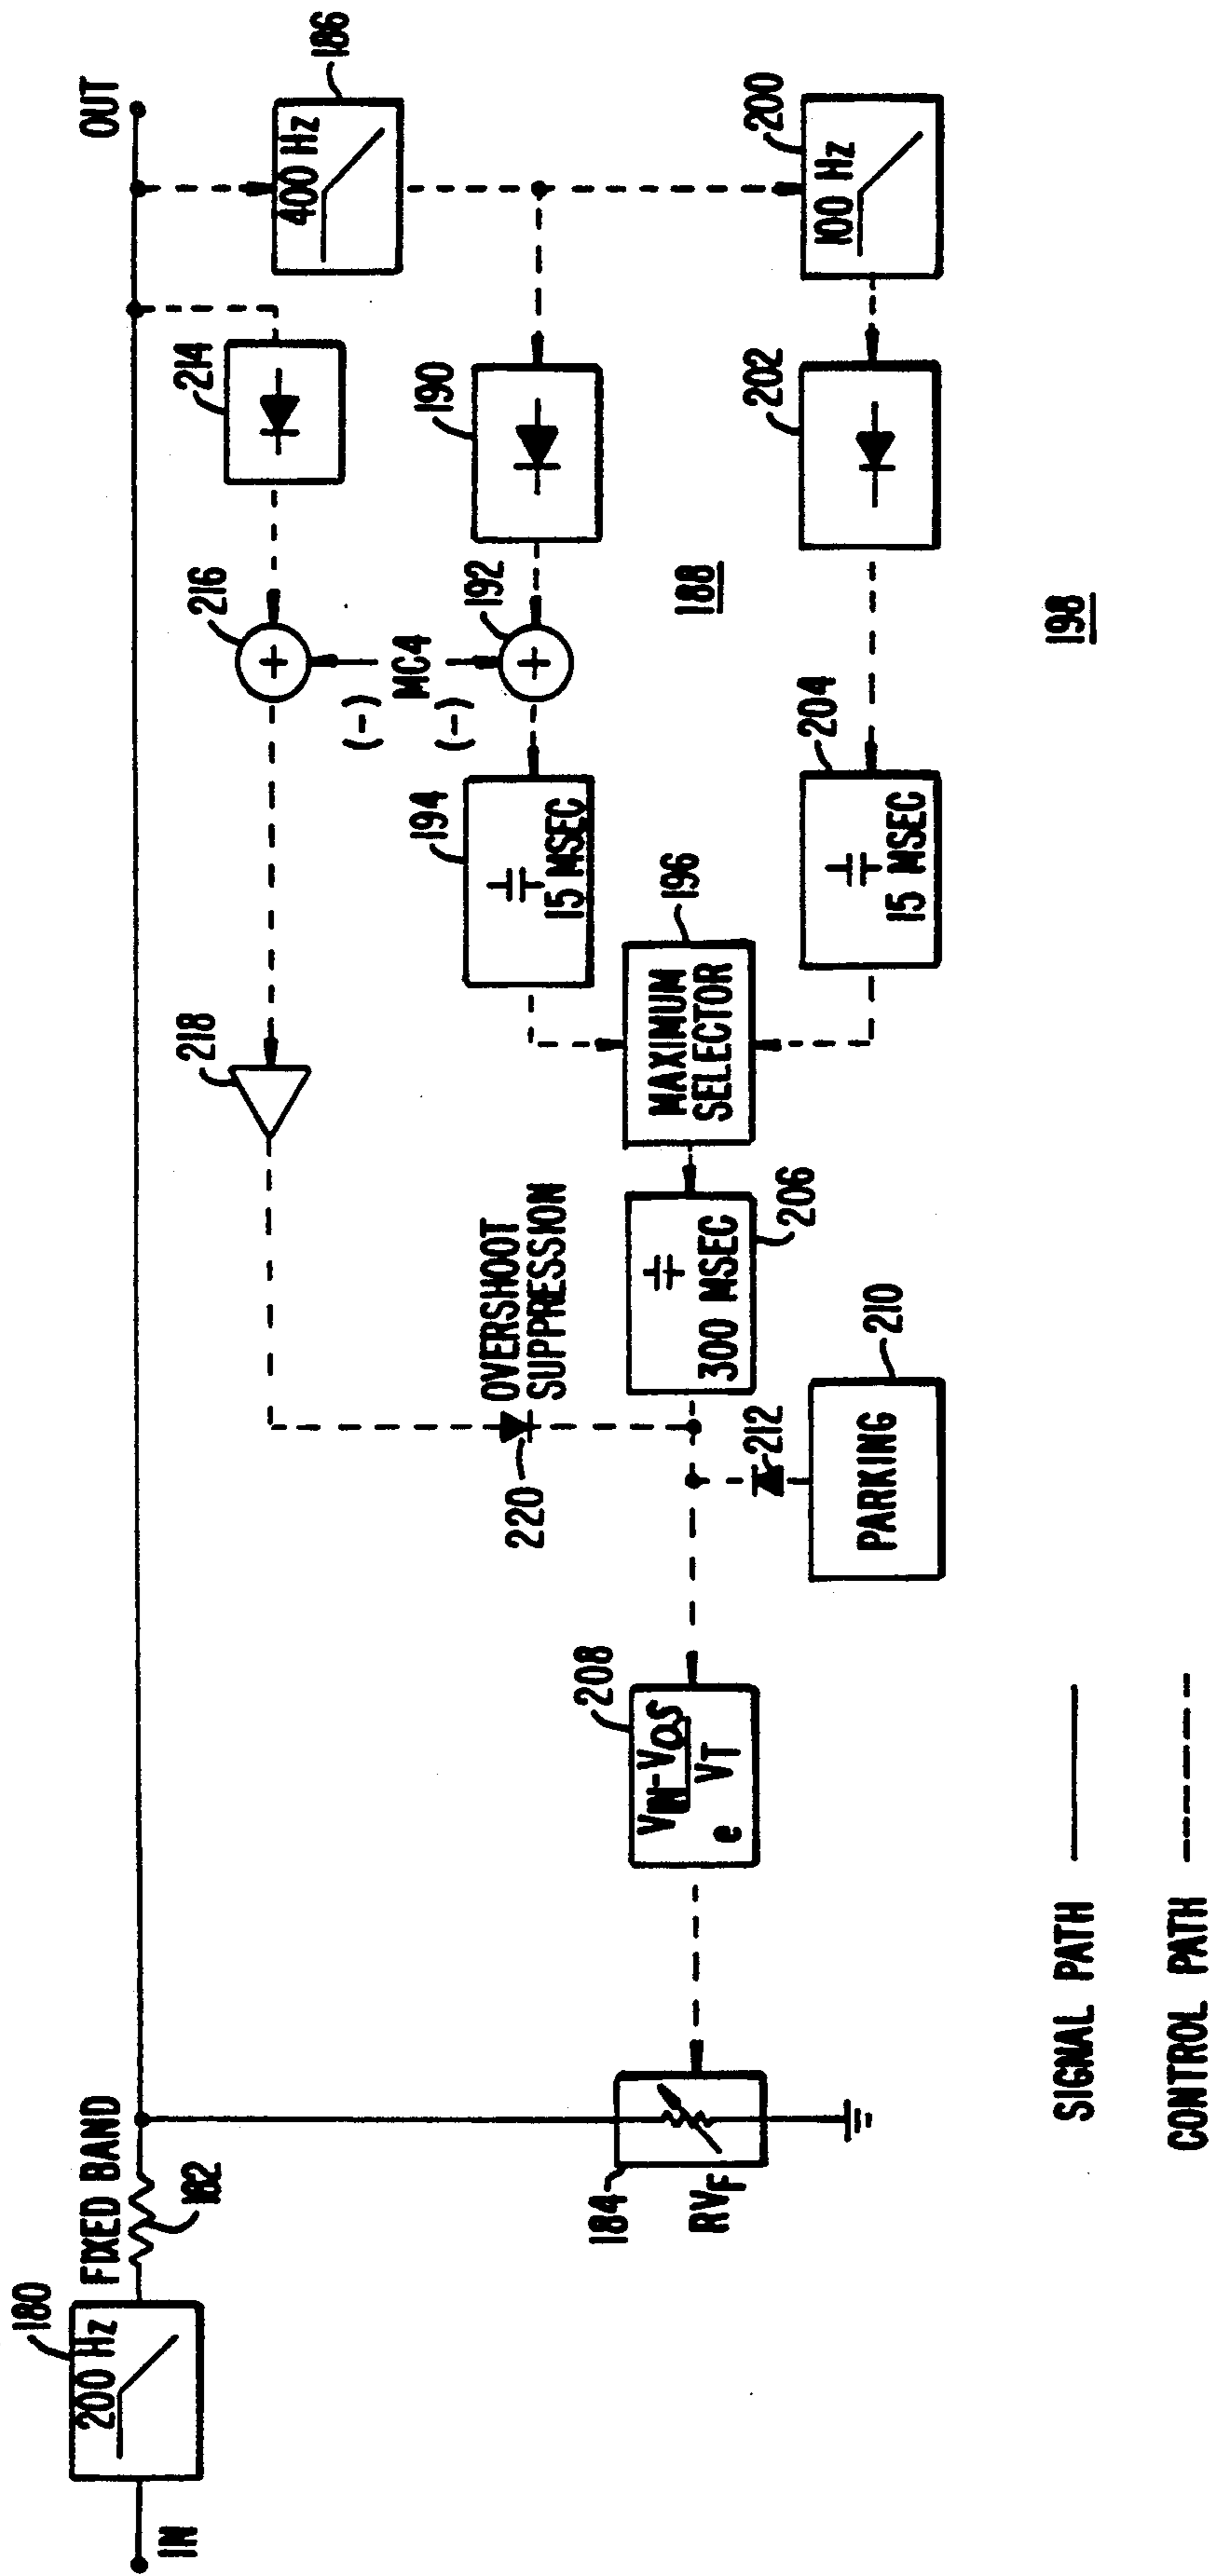 OUT
186
400 Hz
200
100 Hz
214
190
202
216
192
188
198
MC4
(-)
(-)
204
194
15 MSEC
15 MSEC
196
MAXIMUM
SELECTOR
218
206
300 MSEC
OVERSHOOT
SUPPRESSION
220
212
210
PARKING
208
VIN-VOS
e VT
SIGNAL PATH
CONTROL PATH
184
RVF
FIXED BAND
182
180
200 Hz
IN